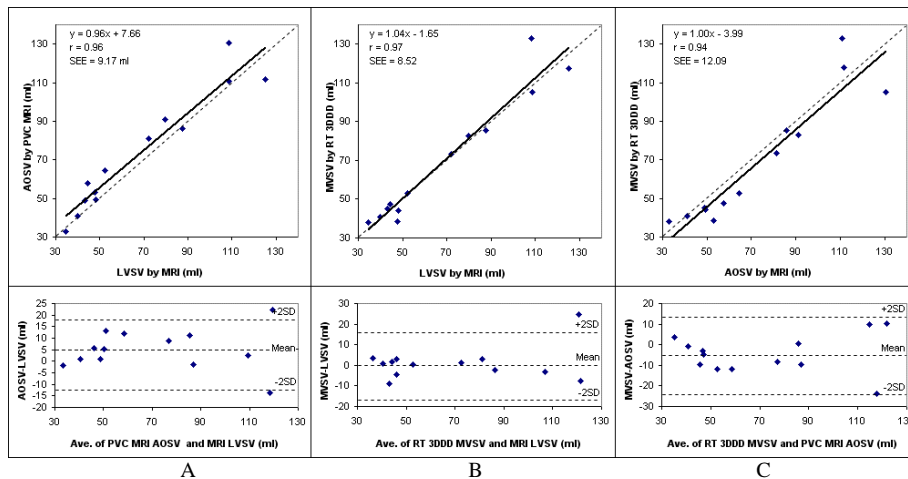 y = 0.96x + 7.66
r = 0.96
SEE = 9.17 ml
AOSV by PVC MRI (ml)
130
110
90
70
50
30
30 50 70 90 110 130
LVSV by MRI (ml)
y = 1.04x - 1.65
r = 0.97
SEE = 8.52
MVSV by RT 3DDD (ml)
130
110
90
70
50
30
30 50 70 90 110 130
LVSV by MRI (ml)
y = 1.00x - 3.99
r = 0.94
SEE = 12.09
MVSV by RT 3DDD (ml)
130
110
90
70
50
30
30 50 70 90 110 130
AOSV by MRI (ml)
AOSV-LVSV (ml)
25
20
15
10
5
0
-5
-10
-15
-20
+2SD
Mean
-2SD
30 50 70 90 110 130
Ave. of PVC MRI AOSV and MRI LVSV (ml)
MVSV-LVSV (ml)
30
20
10
0
-10
-20
+2SD
Mean
-2SD
30 50 70 90 110 130
Ave. of RT 3DDD MVSV and MRI LVSV (ml)
MVSV-AOSV (ml)
20
10
0
-10
-20
-30
+2SD
Mean
-2SD
30 50 70 90 110 130
Ave. of RT 3DDD MVSV and PVC MRI AOSV (ml)
A B C